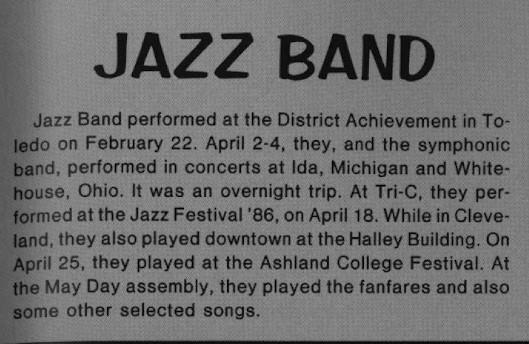 JAZZ BAND
Jazz Band performed at the District Achievement in To-
ledo on February 22. April 2-4, they, and the symphonic
band, performed in concerts at Ida, Michigan and White-
house, Ohio. It was an overnight trip. At Tri-C, they per-
formed at the Jazz Festival '86, on April 18. While in Cleve-
land, they also played downtown at the Halley Building. On
April 25, they played at the Ashland College Festival. At
the May Day assembly, they played the fanfares and also
some other selected songs.